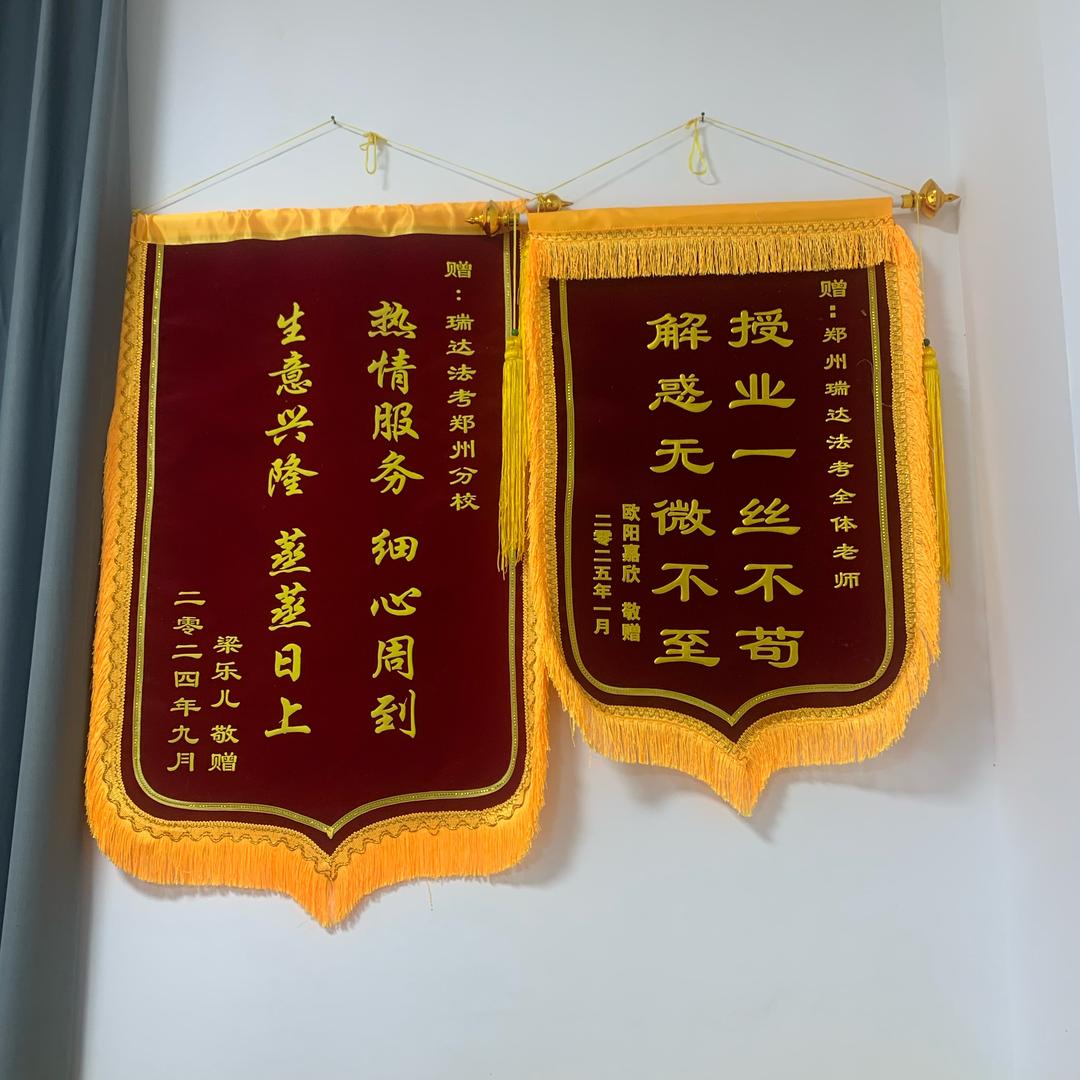 赠：瑞达法考郑州分校
热情服务 细心周到
生意兴隆 蒸蒸日上
梁乐儿 敬赠
二零二四年九月
赠：郑州瑞达法考全体老师
授业一丝不苟
解惑无微不至
欧阳嘉欣 敬赠
二零二五年一月